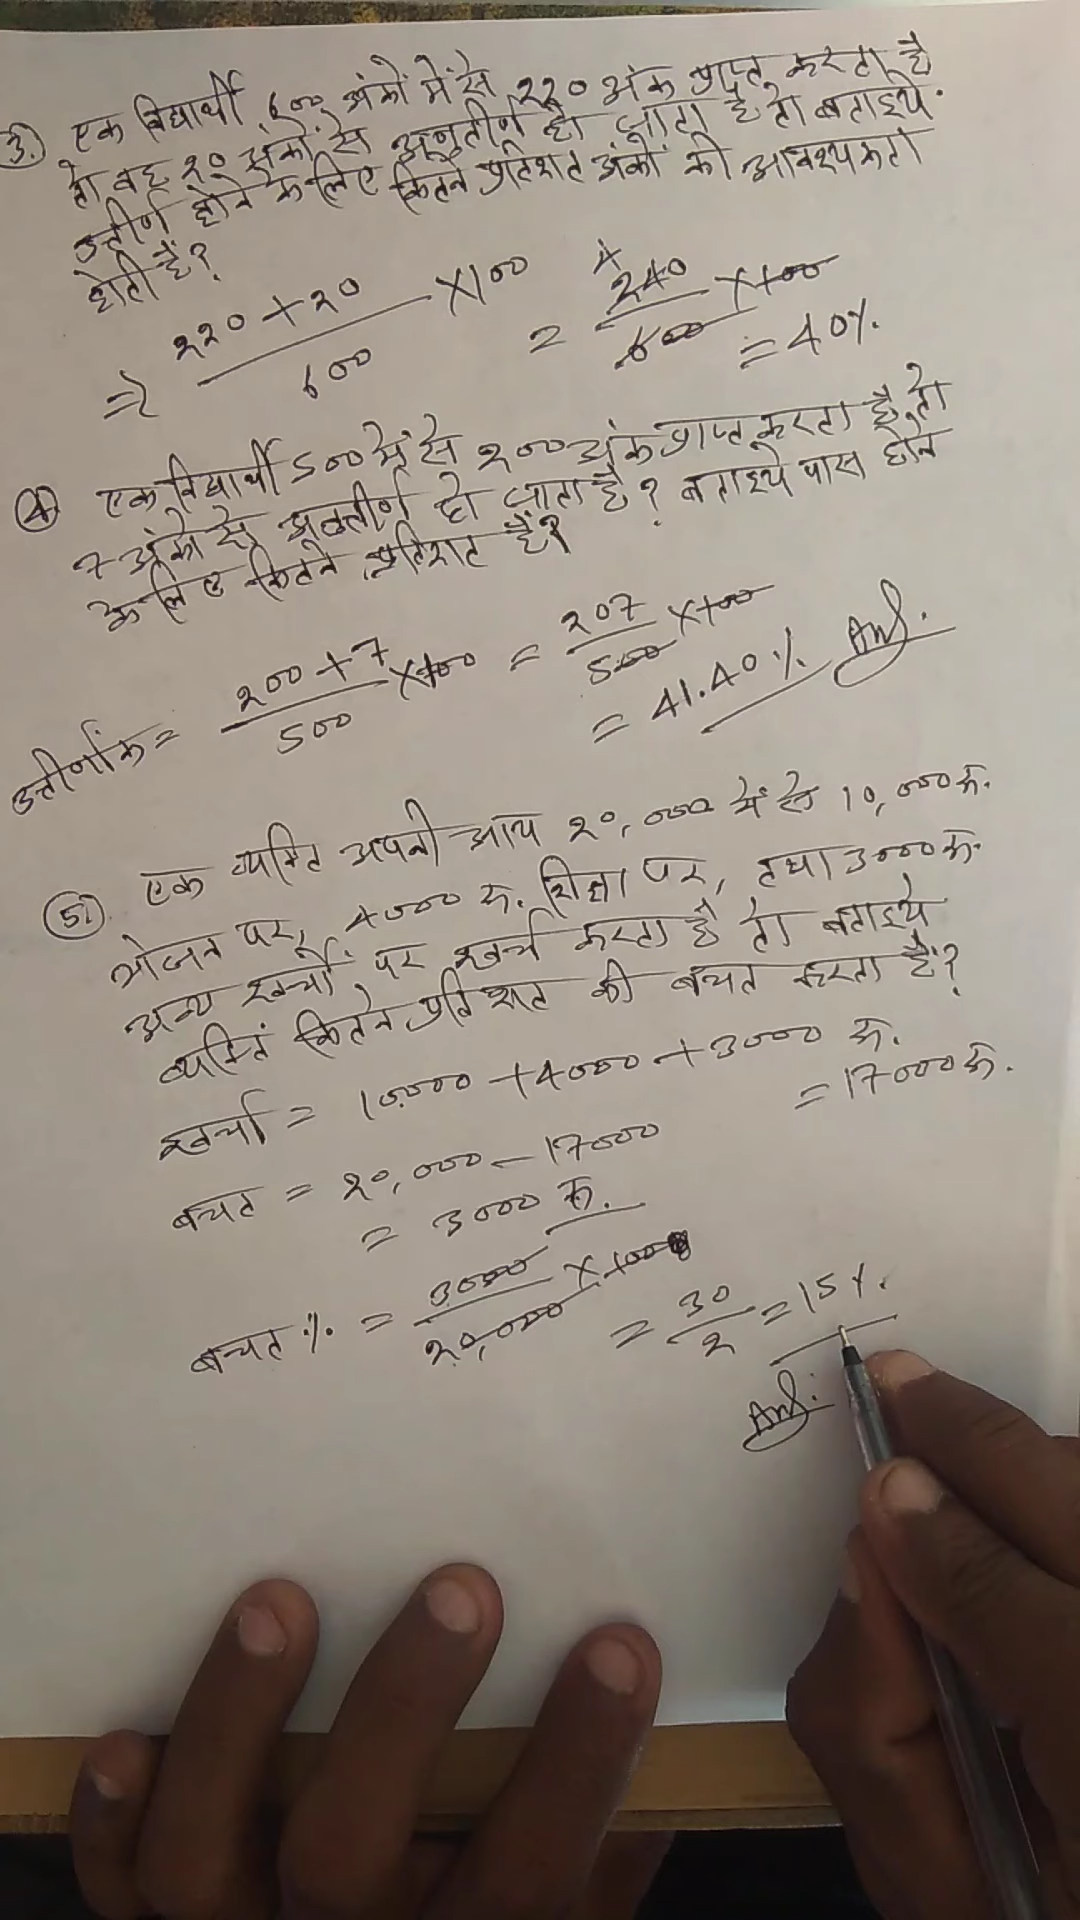 3.) एक विद्यार्थी 600 अंकों में से 220 अंक प्राप्त करता है
तो वह 20 अंकों से अनुत्तीर्ण हो जाता है तो बताइये
उत्तीर्ण होने के लिए कितने प्रतिशत अंकों की आवश्यकता
होती है?
=> 220+20/600 ×100 = 240/600 ×100 4
= 40%.
④ एक विद्यार्थी 500 में से 200 अंक प्राप्त करता है, तो
7 अंकों से अनुत्तीर्ण हो जाता है? बताइये पास होने
के लिए कितने प्रतिशत है?
उत्तीर्णांक = 200+7/500 ×100 = 207/500 ×100
= 41.40% Ans.
5.) एक व्यक्ति अपनी आय 20,000 में से 10,000 रु.
भोजन पर, 4000 रु. शिक्षा पर, तथा 3000 रु.
अन्य खर्चों पर खर्च करता है तो बताइये
व्यक्ति कितने प्रतिशत की बचत करता है?
खर्चा = 10000+4000+3000 रु.
= 17000 रु.
बचत = 20,000 - 17000
= 3000 रु.
बचत % = 3000/20,000 ×100 = 30/2 = 15%.
Ans.